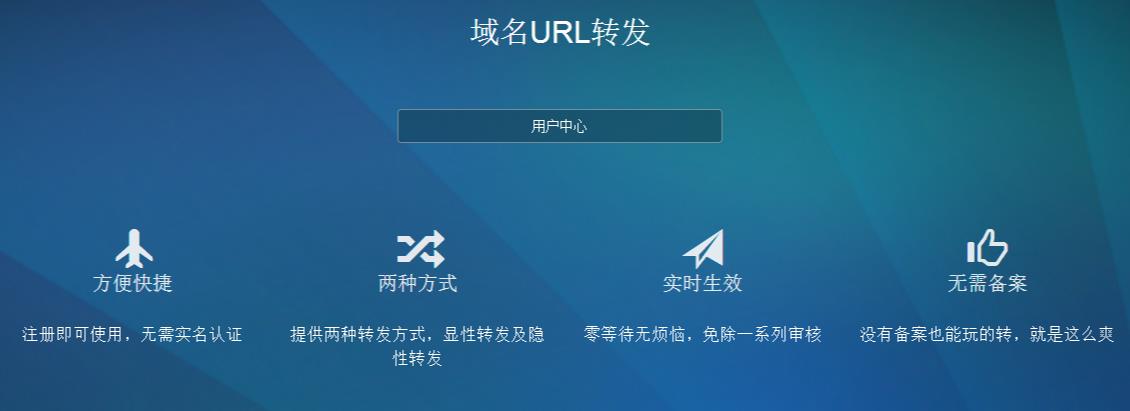 域名URL转发
用户中心
方便快捷
两种方式
实时生效
无需备案
注册即可使用，无需实名认证
提供两种转发方式，显性转发及隐
性转发
零等待无烦恼，免除一系列审核
没有备案也能玩的转，就是这么爽